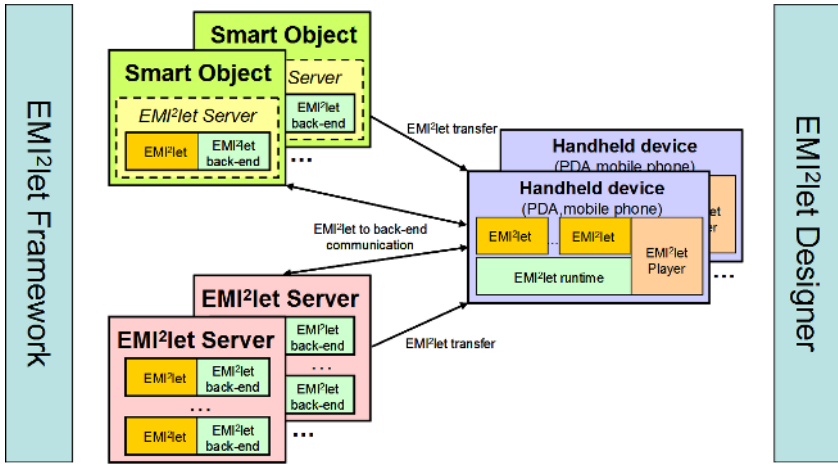 EMI²let Framework
Smart Object
Server
EMI²let
back-end
...
Smart Object
EMI²let Server
EMI²let
EMI²let
back-end
EMI²let transfer
EMI²let to back-end
communication
EMI²let transfer
EMI²let Server
EMI²let
back-end
...
EMI²let
back-end
...
EMI²let Server
EMI²let
EMI²let
back-end
...
EMI²let
EMI²let
back-end
Handheld device
(PDA,mobile phone)
Handheld device
(PDA,mobile phone)
EMI²let
...
EMI²let
EMI²let
Player
EMI²let runtime
...
EMI²let Designer